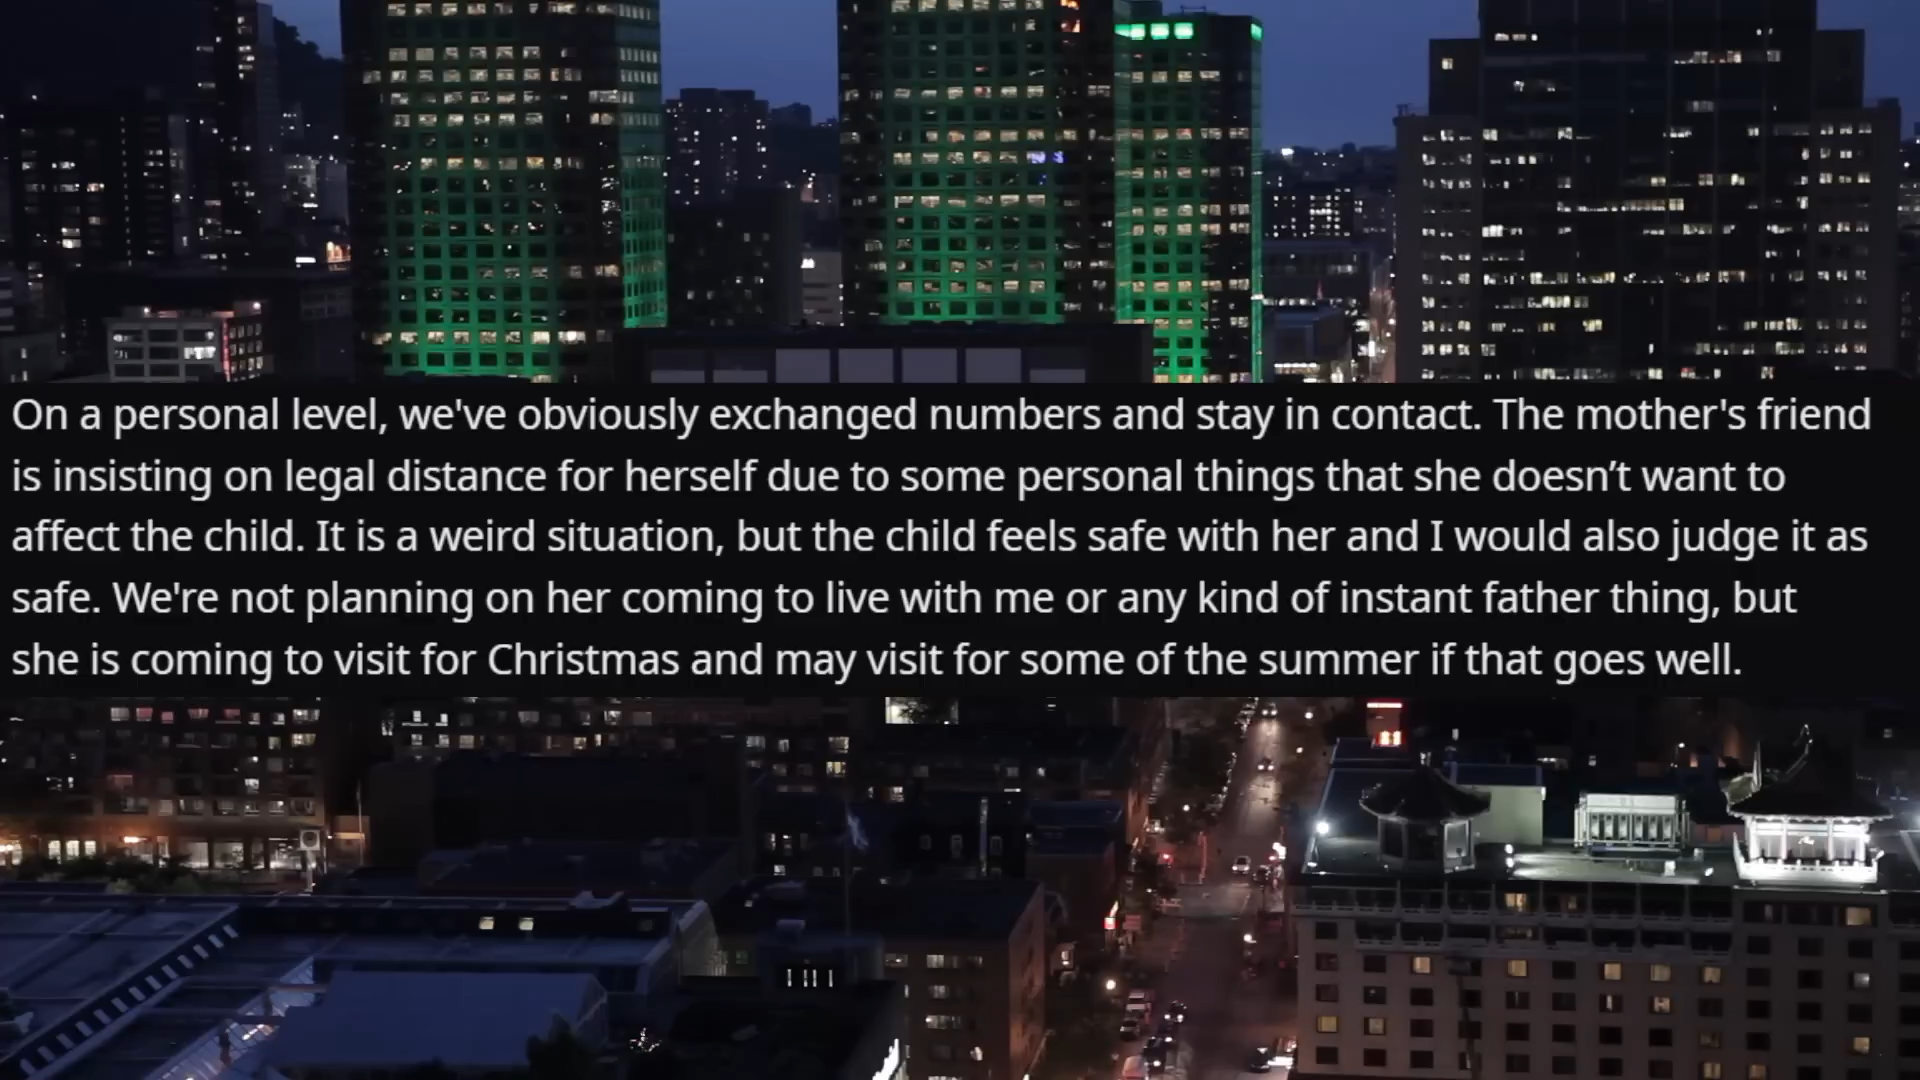 On a personal level, we've obviously exchanged numbers and stay in contact. The mother's friend
is insisting on legal distance for herself due to some personal things that she doesn’t want to
affect the child. It is a weird situation, but the child feels safe with her and I would also judge it as
safe. We're not planning on her coming to live with me or any kind of instant father thing, but
she is coming to visit for Christmas and may visit for some of the summer if that goes well.